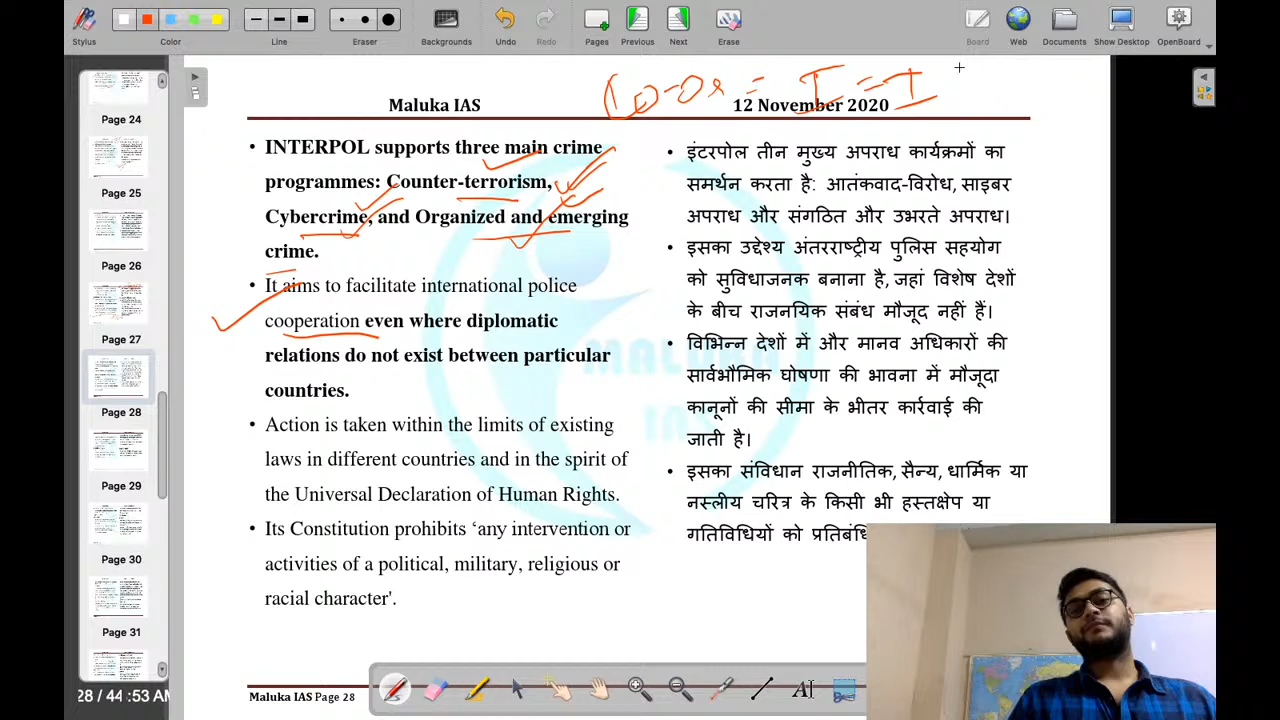 Stylus
Color
Line
Eraser
Backgrounds
Undo
Redo
Pages
Previous
Next
Erase
Board
Web
Documents
Show Desktop
OpenBoard
Page 24
Page 25
Page 26
Page 27
Page 28
Page 29
Page 30
Page 31
28 / 44
:53 AM
Maluka IAS
12 November 2020
= I = I
• INTERPOL supports three main crime
programmes: Counter-terrorism,
Cybercrime, and Organized and emerging
crime.
• It aims to facilitate international police
cooperation even where diplomatic
relations do not exist between particular
countries.
• Action is taken within the limits of existing
laws in different countries and in the spirit of
the Universal Declaration of Human Rights.
• Its Constitution prohibits ‘any intervention or
activities of a political, military, religious or
racial character'.
• इंटरपोल तीन मुख्य अपराध कार्यक्रमों का
समर्थन करता है: आतंकवाद-विरोध, साइबर
अपराध और संगठित और उभरते अपराध।
• इसका उद्देश्य अंतरराष्ट्रीय पुलिस सहयोग
को सुविधाजनक बनाना है, जहां विशेष देशों
के बीच राजनयिक संबंध मौजूद नहीं हैं।
• विभिन्न देशों में और मानव अधिकारों की
सार्वभौमिक घोषणा की भावना में मौजूदा
कानूनों की सीमा के भीतर कार्रवाई की
जाती है।
• इसका संविधान राजनीतिक, सैन्य, धार्मिक या
नस्लीय चरित्र के किसी भी हस्तक्षेप या
गतिविधियों को
MALUKA
IAS
Maluka IAS Page 28